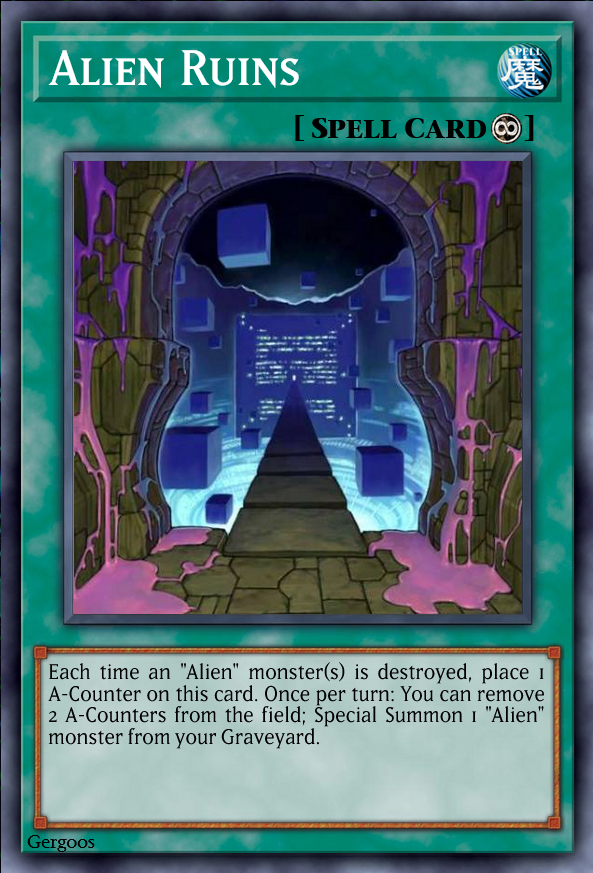 Alien Ruins
SPELL
魔
[ Spell Card ]
Each time an "Alien" monster(s) is destroyed, place 1
A-Counter on this card. Once per turn: You can remove
2 A-Counters from the field; Special Summon 1 "Alien"
monster from your Graveyard.
Gergoos